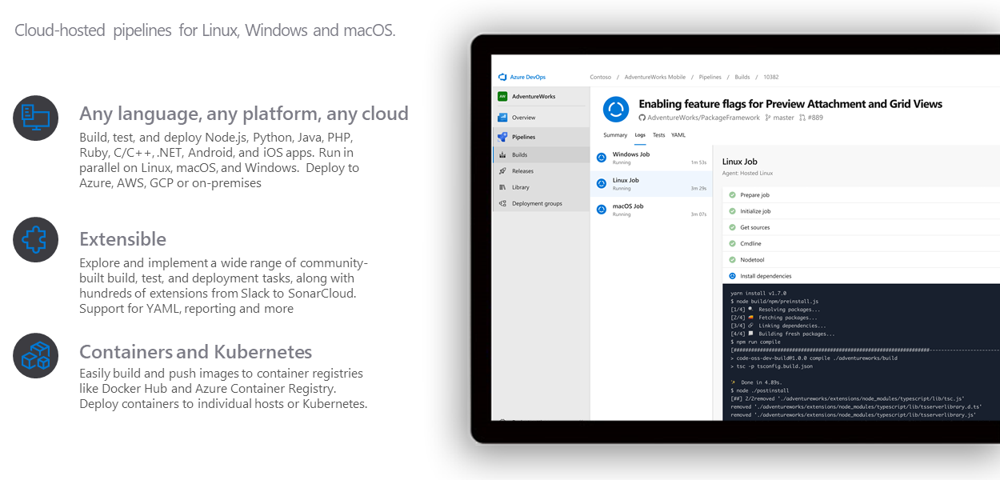 Cloud-hosted pipelines for Linux, Windows and macOS.
Any language, any platform, any cloud
Build, test, and deploy Node.js, Python, Java, PHP,
Ruby, C/C++, .NET, Android, and iOS apps. Run in
parallel on Linux, macOS, and Windows. Deploy to
Azure, AWS, GCP or on-premises
Extensible
Explore and implement a wide range of community-
built build, test, and deployment tasks, along with
hundreds of extensions from Slack to SonarCloud.
Support for YAML, reporting and more
Containers and Kubernetes
Easily build and push images to container registries
like Docker Hub and Azure Container Registry.
Deploy containers to individual hosts or Kubernetes.
Azure DevOps
Contoso / AdventureWorks Mobile / Pipelines / Builds / 10382
AW AdventureWorks
Overview
Pipelines
Builds
Releases
Library
Deployment groups
Enabling feature flags for Preview Attachment and Grid Views
AdventureWorks/PackageFramework master #889
Summary Logs Tests YAML
Windows Job
Running 1m 53s
Linux Job
Running 3m 29s
macOS Job
Running 3m 07s
Linux Job
Agent: Hosted Linux
Prepare job
Initialize job
Get sources
Cmdline
Nodetool
Install dependencies
yarn install v1.7.0
$ node build/npm/preinstall.js
[1/4] Resolving packages...
[2/4] Fetching packages...
[3/4] Linking dependencies...
[4/4] Building fresh packages...
$ npm run compile
> code-oss-dev-build@1.0.0 compile ./adventureworks/build
> tsc -p tsconfig.build.json
Done in 4.89s.
$ node ./postinstall
[##] 2/2removed './adventureworks/extensions/node_modules/typescript/lib/tsc.js'
removed './adventureworks/extensions/node_modules/typescript/lib/tsserverlibrary.d.ts'
removed './adventureworks/extensions/node_modules/typescript/lib/tsserverlibrary.js'